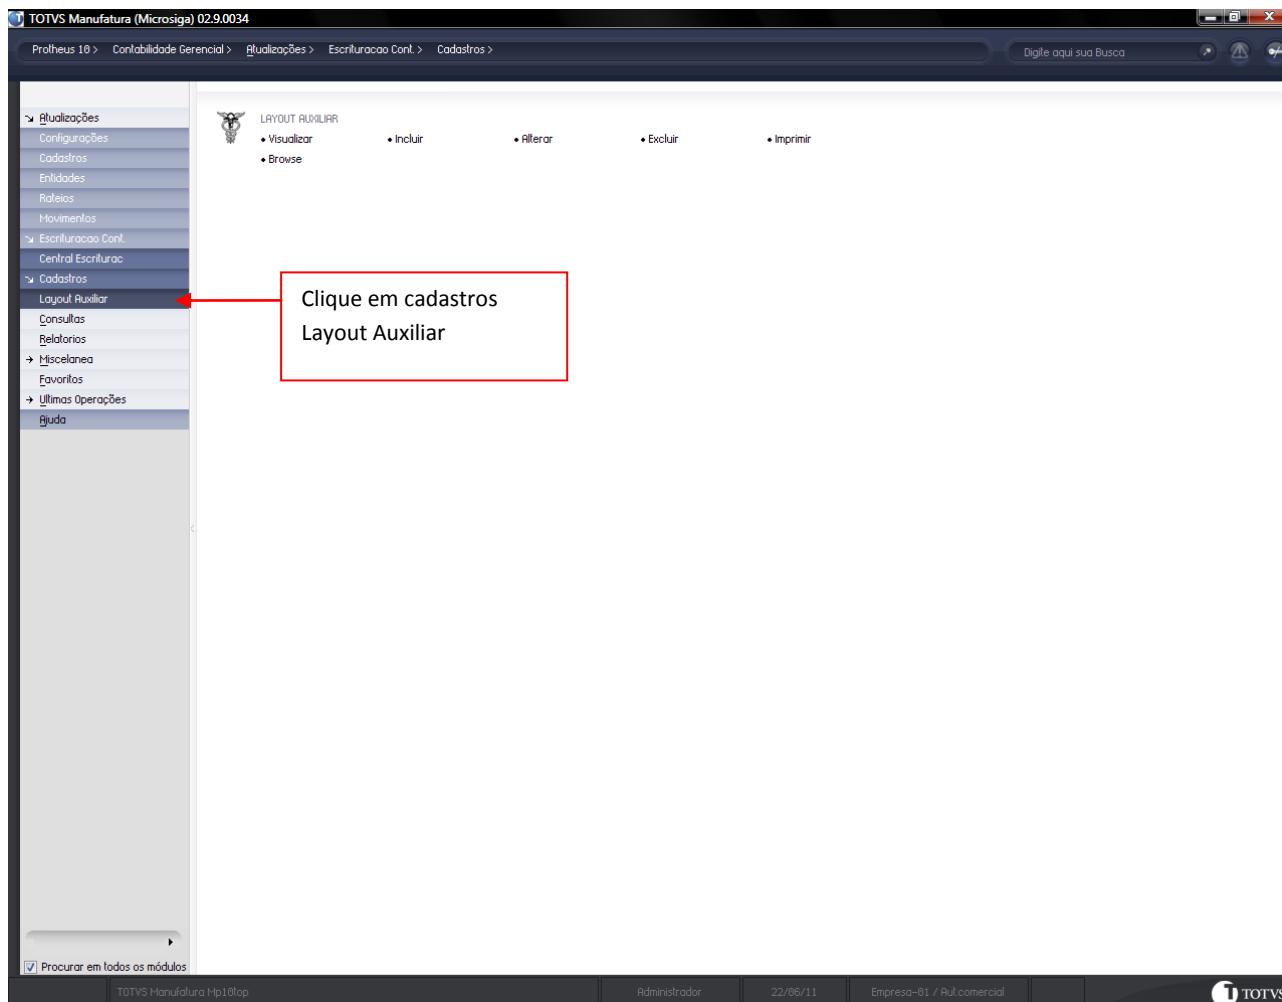 TOTVS Manufatura (Microsiga) 02.9.0034
Protheus 10 > Contabilidade Gerencial > Atualizações > Escrituracao Cont. > Cadastros >
Digite aqui sua Busca
Atualizações
Configurações
Cadastros
Entidades
Rateios
Movimentos
Escrituracao Cont.
Central Escriturac
Cadastros
Layout Auxiliar
Consultas
Relatorios
Miscelanea
Favoritos
Ultimas Operações
Ajuda
LAYOUT AUXILIAR
• Visualizar • Incluir • Alterar • Excluir • Imprimir
• Browse
Clique em cadastros
Layout Auxiliar
Procurar em todos os módulos
TOTVS Manufatura Mp10top Administrador 22/06/11 Empresa-01 / Aut.comercial
TOTVS